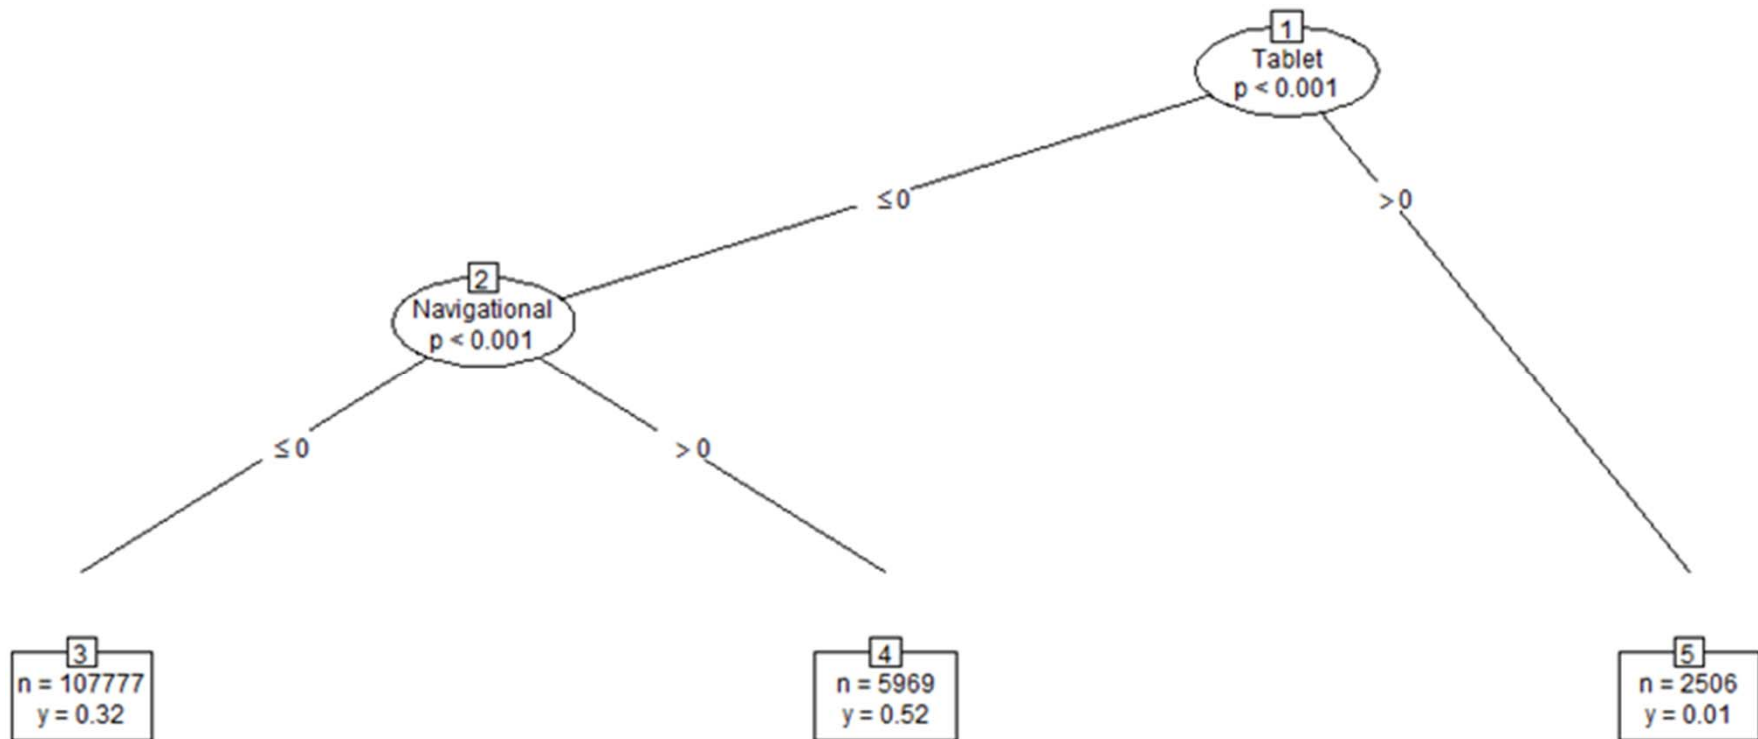 1
Tablet
p < 0.001
≤ 0
> 0
2
Navigational
p < 0.001
≤ 0
> 0
3
n = 107777
y = 0.32
4
n = 5969
y = 0.52
5
n = 2506
y = 0.01